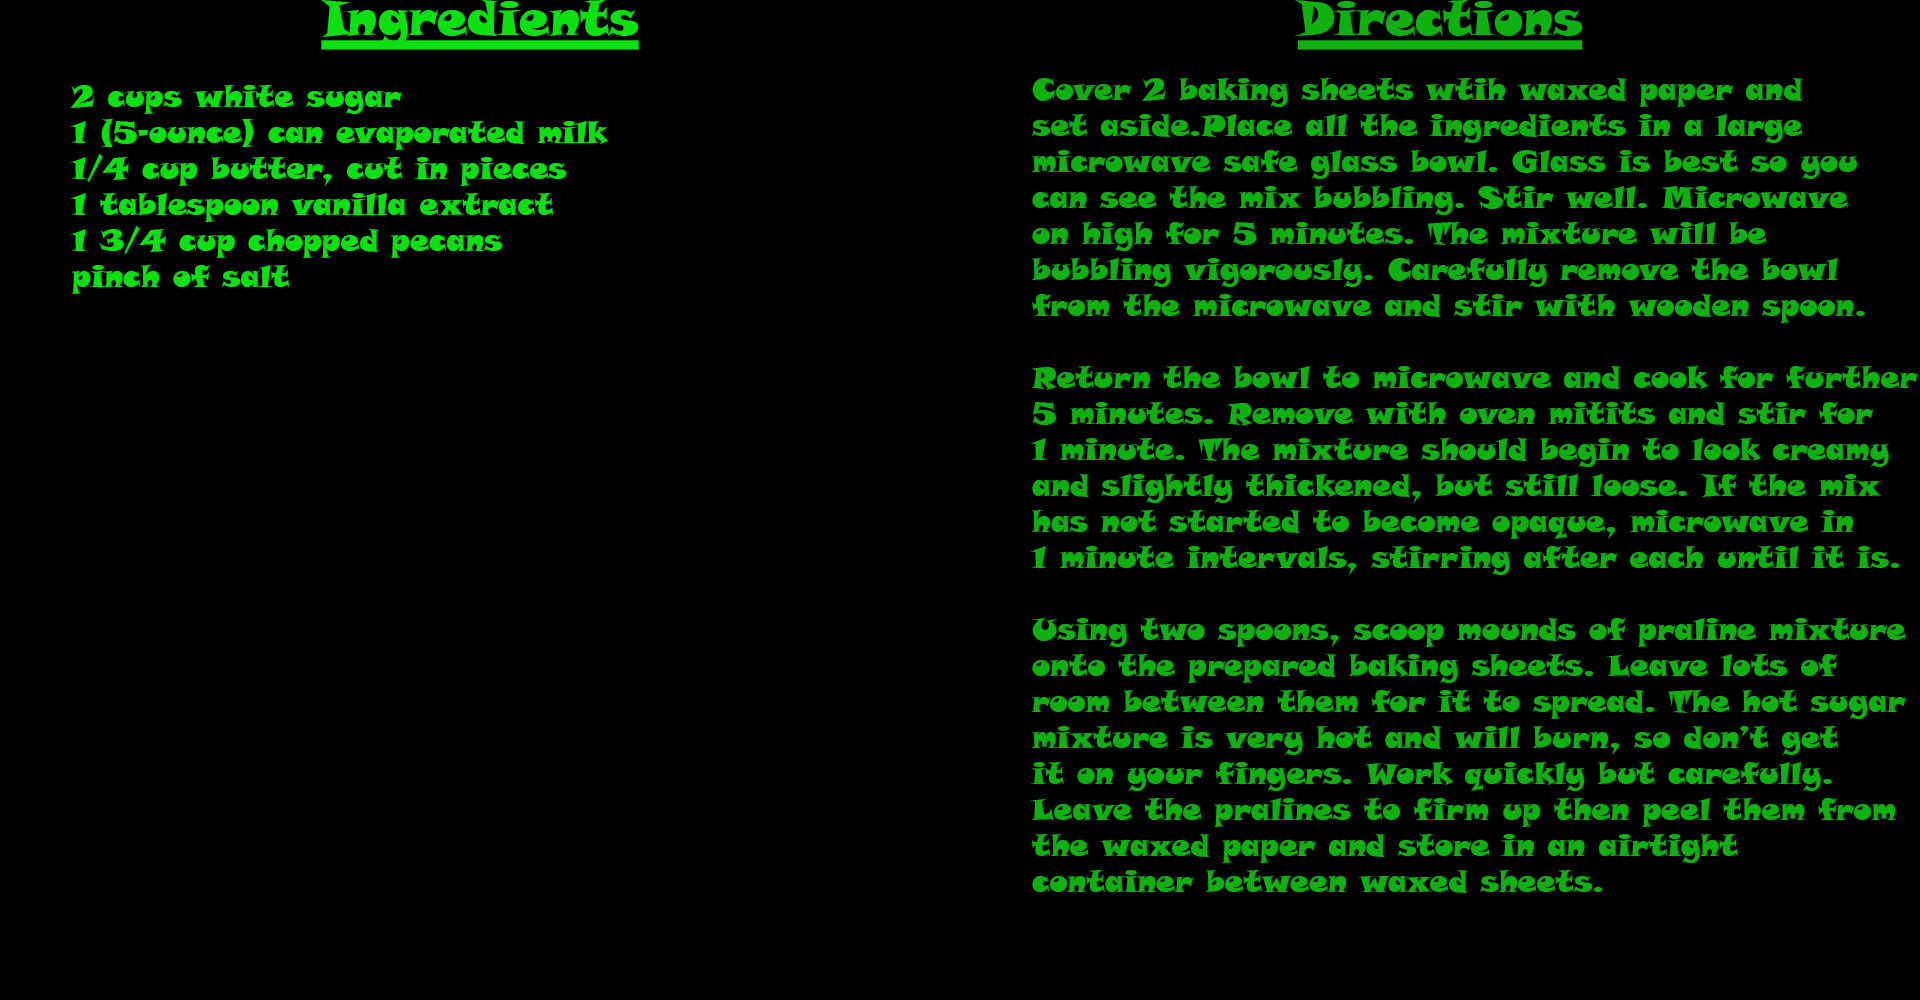 Ingredients
2 cups white sugar
1 (5-ounce) can evaporated milk
1/4 cup butter, cut in pieces
1 tablespoon vanilla extract
1 3/4 cup chopped pecans
pinch of salt
Directions
Cover 2 baking sheets wtih waxed paper and
set aside.Place all the ingredients in a large
microwave safe glass bowl. Glass is best so you
can see the mix bubbling. Stir well. Microwave
on high for 5 minutes. The mixture will be
bubbling vigorously. Carefully remove the bowl
from the microwave and stir with wooden spoon.
Return the bowl to microwave and cook for further
5 minutes. Remove with oven mitits and stir for
1 minute. The mixture should begin to look creamy
and slightly thickened, but still loose. If the mix
has not started to become opaque, microwave in
1 minute intervals, stirring after each until it is.
Using two spoons, scoop mounds of praline mixture
onto the prepared baking sheets. Leave lots of
room between them for it to spread. The hot sugar
mixture is very hot and will burn, so don't get
it on your fingers. Work quickly but carefully.
Leave the pralines to firm up then peel them from
the waxed paper and store in an airtight
container between waxed sheets.